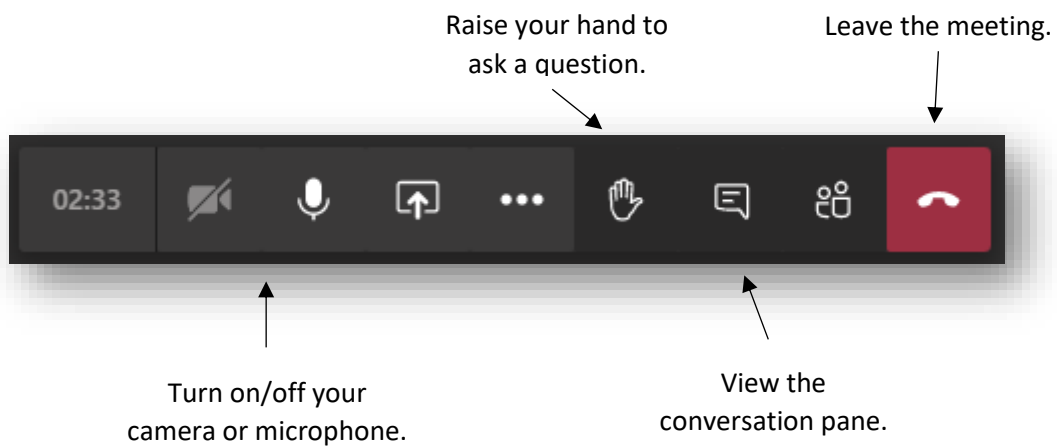 Raise your hand to
ask a question.
Leave the meeting.
02:33
Turn on/off your
camera or microphone.
View the
conversation pane.